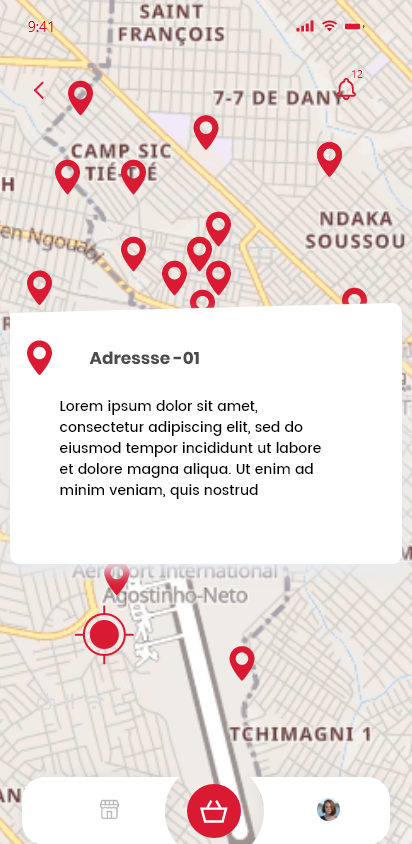 9:41
SAINT
FRANÇOIS
12
7-7 DE DANY
CAMP SIC
TIÉ-TIÉ
H
NDAKA
SOUSSOU
en Ngouabi
R
Adressse -01
Lorem ipsum dolor sit amet,
consectetur adipiscing elit, sed do
eiusmod tempor incididunt ut labore
et dolore magna aliqua. Ut enim ad
minim veniam, quis nostrud
M
Aéroport International
Agostinho-Neto
TCHIMAGNI 1
AN